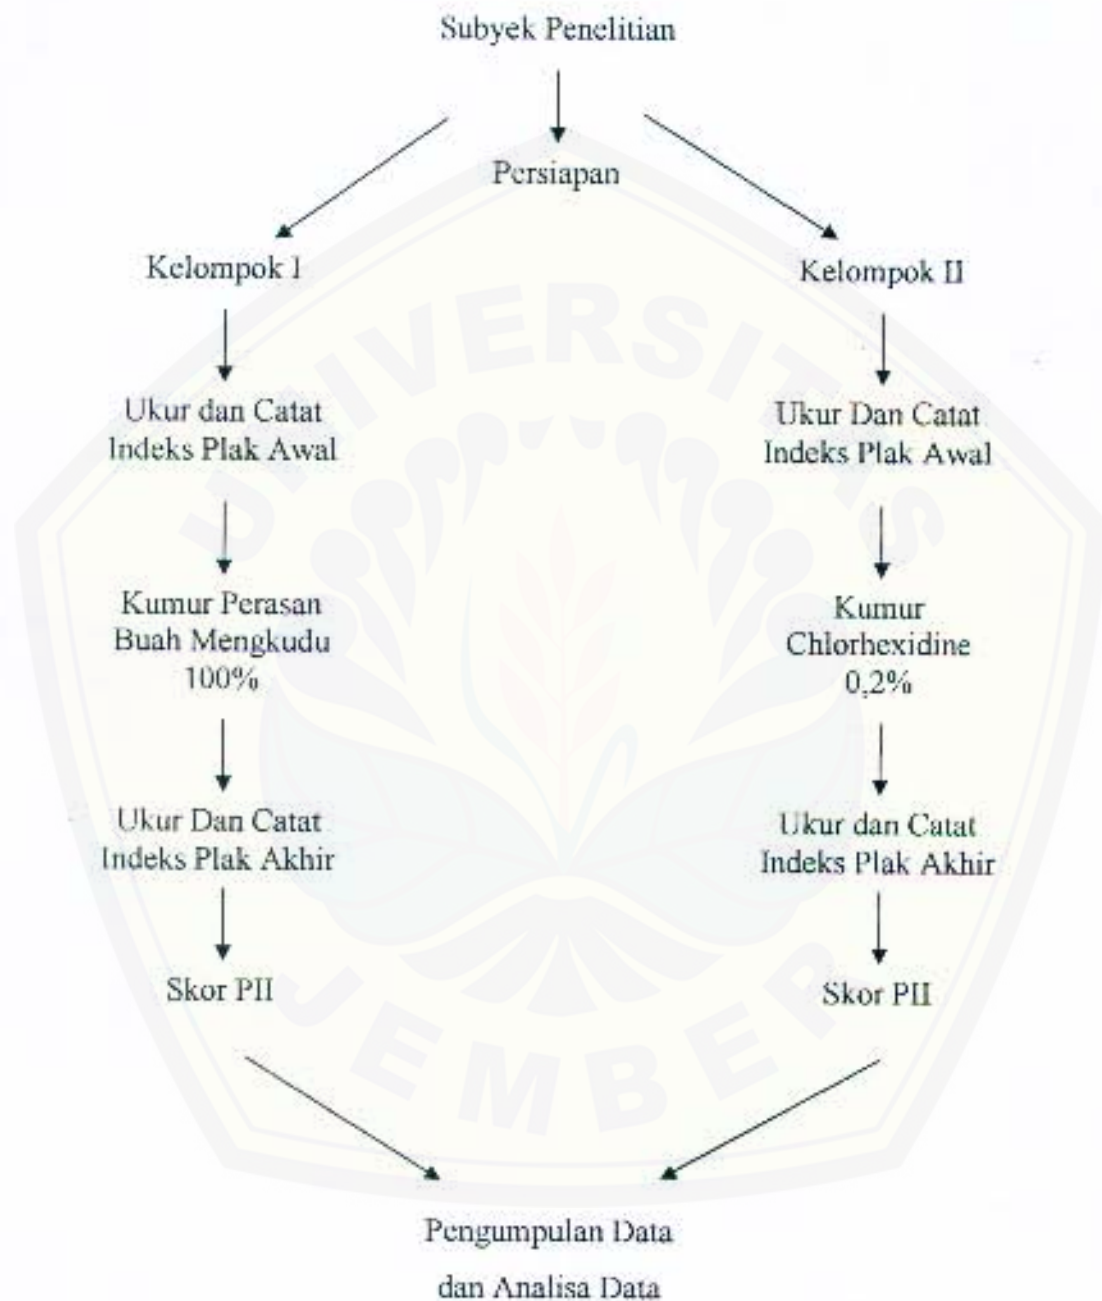 Subyek Penelitian
Persiapan
Kelompok I
Ukur dan Catat
Indeks Plak Awal
Kumur Perasan
Buah Mengkudu
100%
Ukur Dan Catat
Indeks Plak Akhir
Skor PII
Kelompok II
Ukur Dan Catat
Indeks Plak Awal
Kumur
Chlorhexidine
0,2%
Ukur dan Catat
Indeks Plak Akhir
Skor PII
Pengumpulan Data
dan Analisa Data
UNIVERSITAS
JEMBER